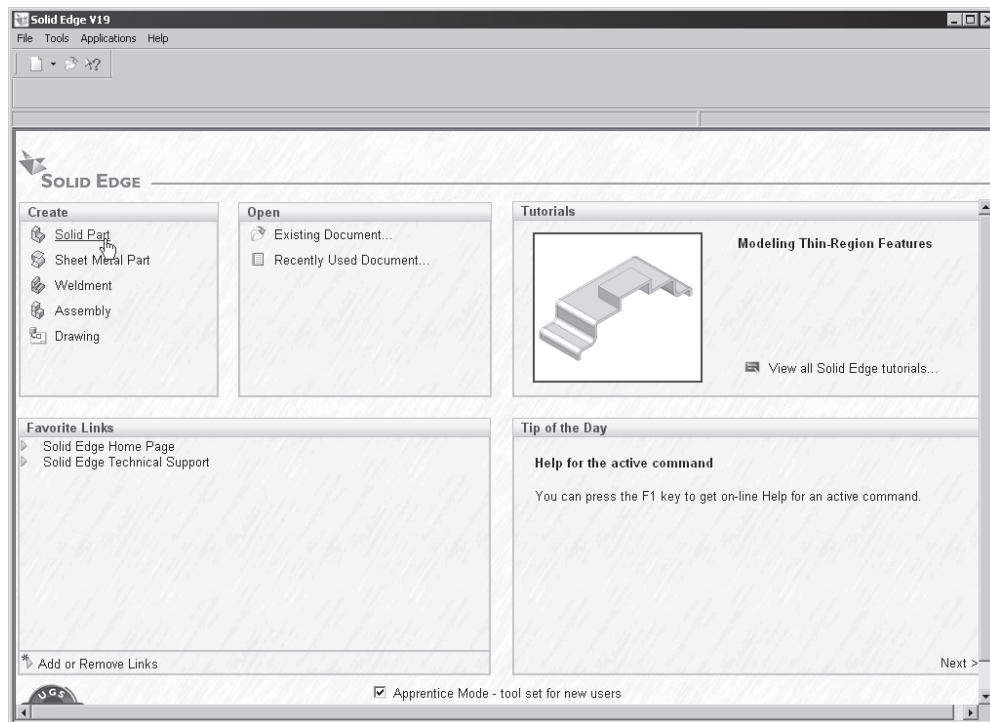 Solid Edge V19
File Tools Applications Help
SOLID EDGE
Create
Solid Part
Sheet Metal Part
Weldment
Assembly
Drawing
Open
Existing Document...
Recently Used Document...
Tutorials
Modeling Thin-Region Features
View all Solid Edge tutorials...
Favorite Links
Solid Edge Home Page
Solid Edge Technical Support
Add or Remove Links
Tip of the Day
Help for the active command
You can press the F1 key to get on-line Help for an active command.
Next >
UGS
Apprentice Mode - tool set for new users